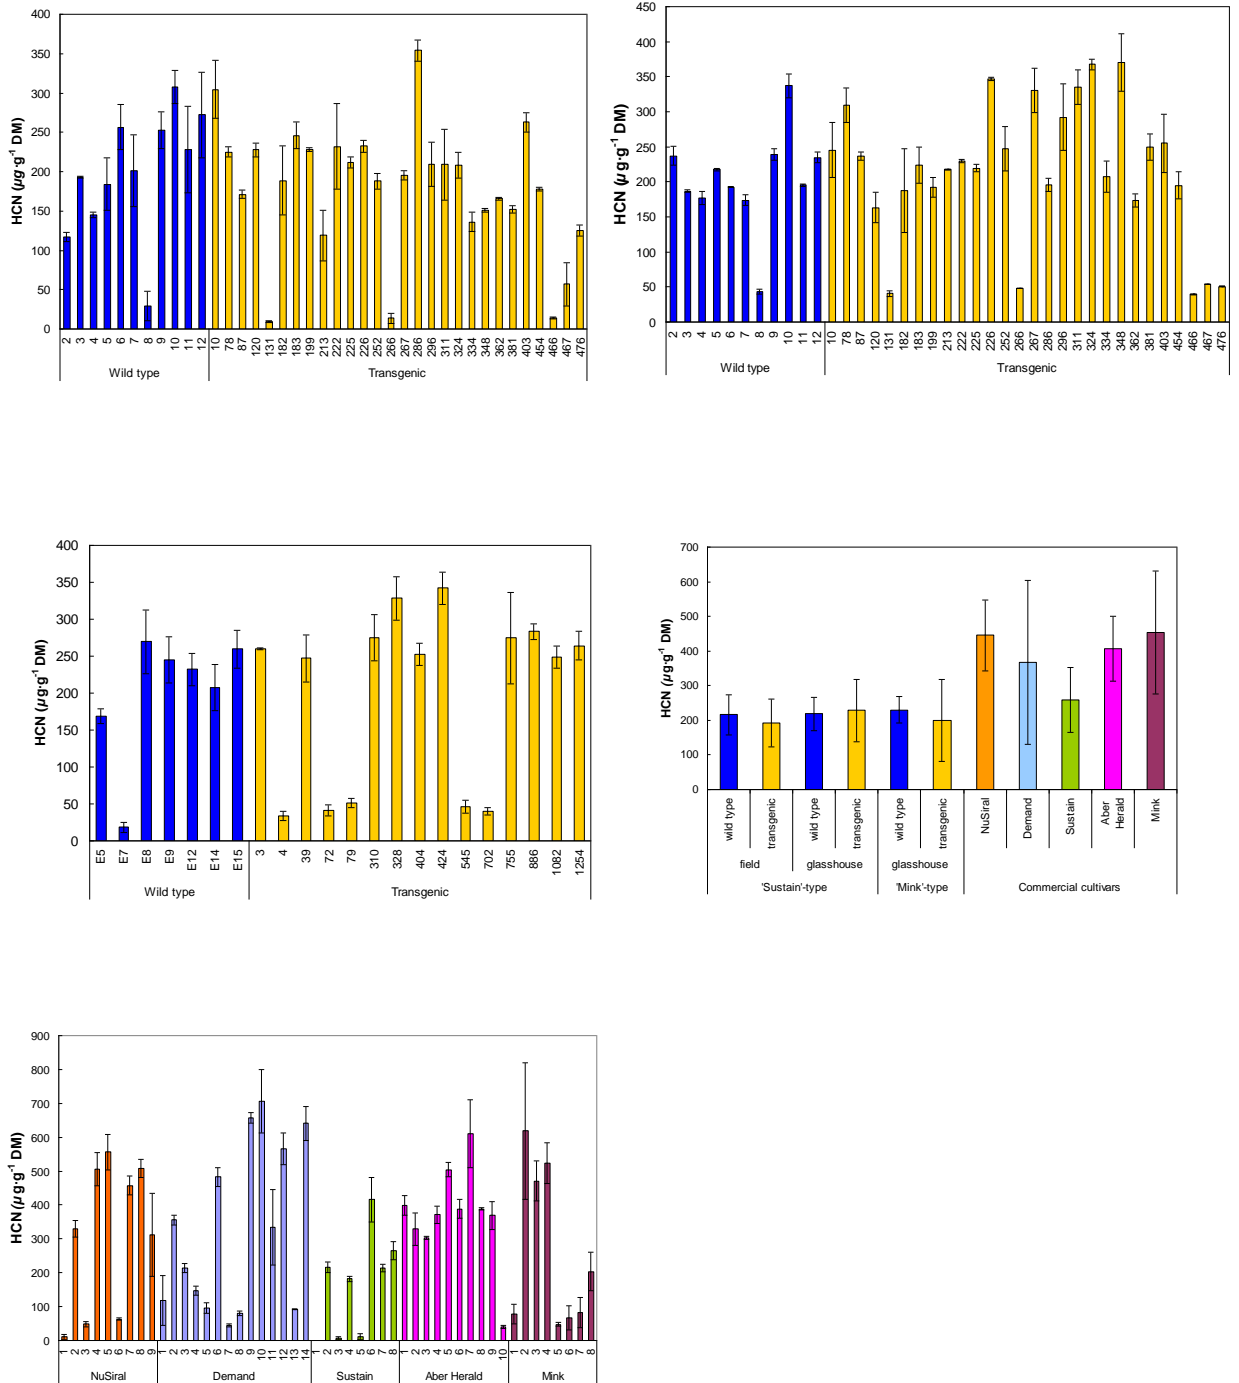 400
350
300
250
200
150
100
50
0
HCN (µg·g-1 DM)
2 3 4 5 6 7 8 9 10 11 12 10 78 87 120 131 182 183 199 213 222 225 226 252 266 267 286 296 311 324 334 348 362 381 403 454 466 467 476
Wild type Transgenic
450
400
350
300
250
200
150
100
50
0
HCN (µg·g-1 DM)
2 3 4 5 6 7 8 9 10 11 12 10 78 87 120 131 182 183 199 213 222 225 226 252 266 267 286 296 311 324 334 348 362 381 403 454 466 467 476
Wild type Transgenic
400
350
300
250
200
150
100
50
0
HCN (µg·g-1 DM)
E5 E7 E8 E9 E12 E14 E15 3 4 39 72 79 310 328 404 424 545 702 755 886 1082 1254
Wild type Transgenic
700
600
500
400
300
200
100
0
HCN (µg·g-1 DM)
wild type transgenic wild type transgenic wild type transgenic NuSiral Demand Sustain Aber Herald Mink
field glasshouse glasshouse
'Sustain'-type 'Mink'-type Commercial cultivars
900
800
700
600
500
400
300
200
100
0
HCN (µg·g-1 DM)
1 2 3 4 5 6 7 8 9 1 2 3 4 5 6 7 8 9 10 11 12 13 14 1 2 3 4 5 6 7 8 1 2 3 4 5 6 7 8 9 10 1 2 3 4 5 6 7 8
NuSiral Demand Sustain Aber Herald Mink